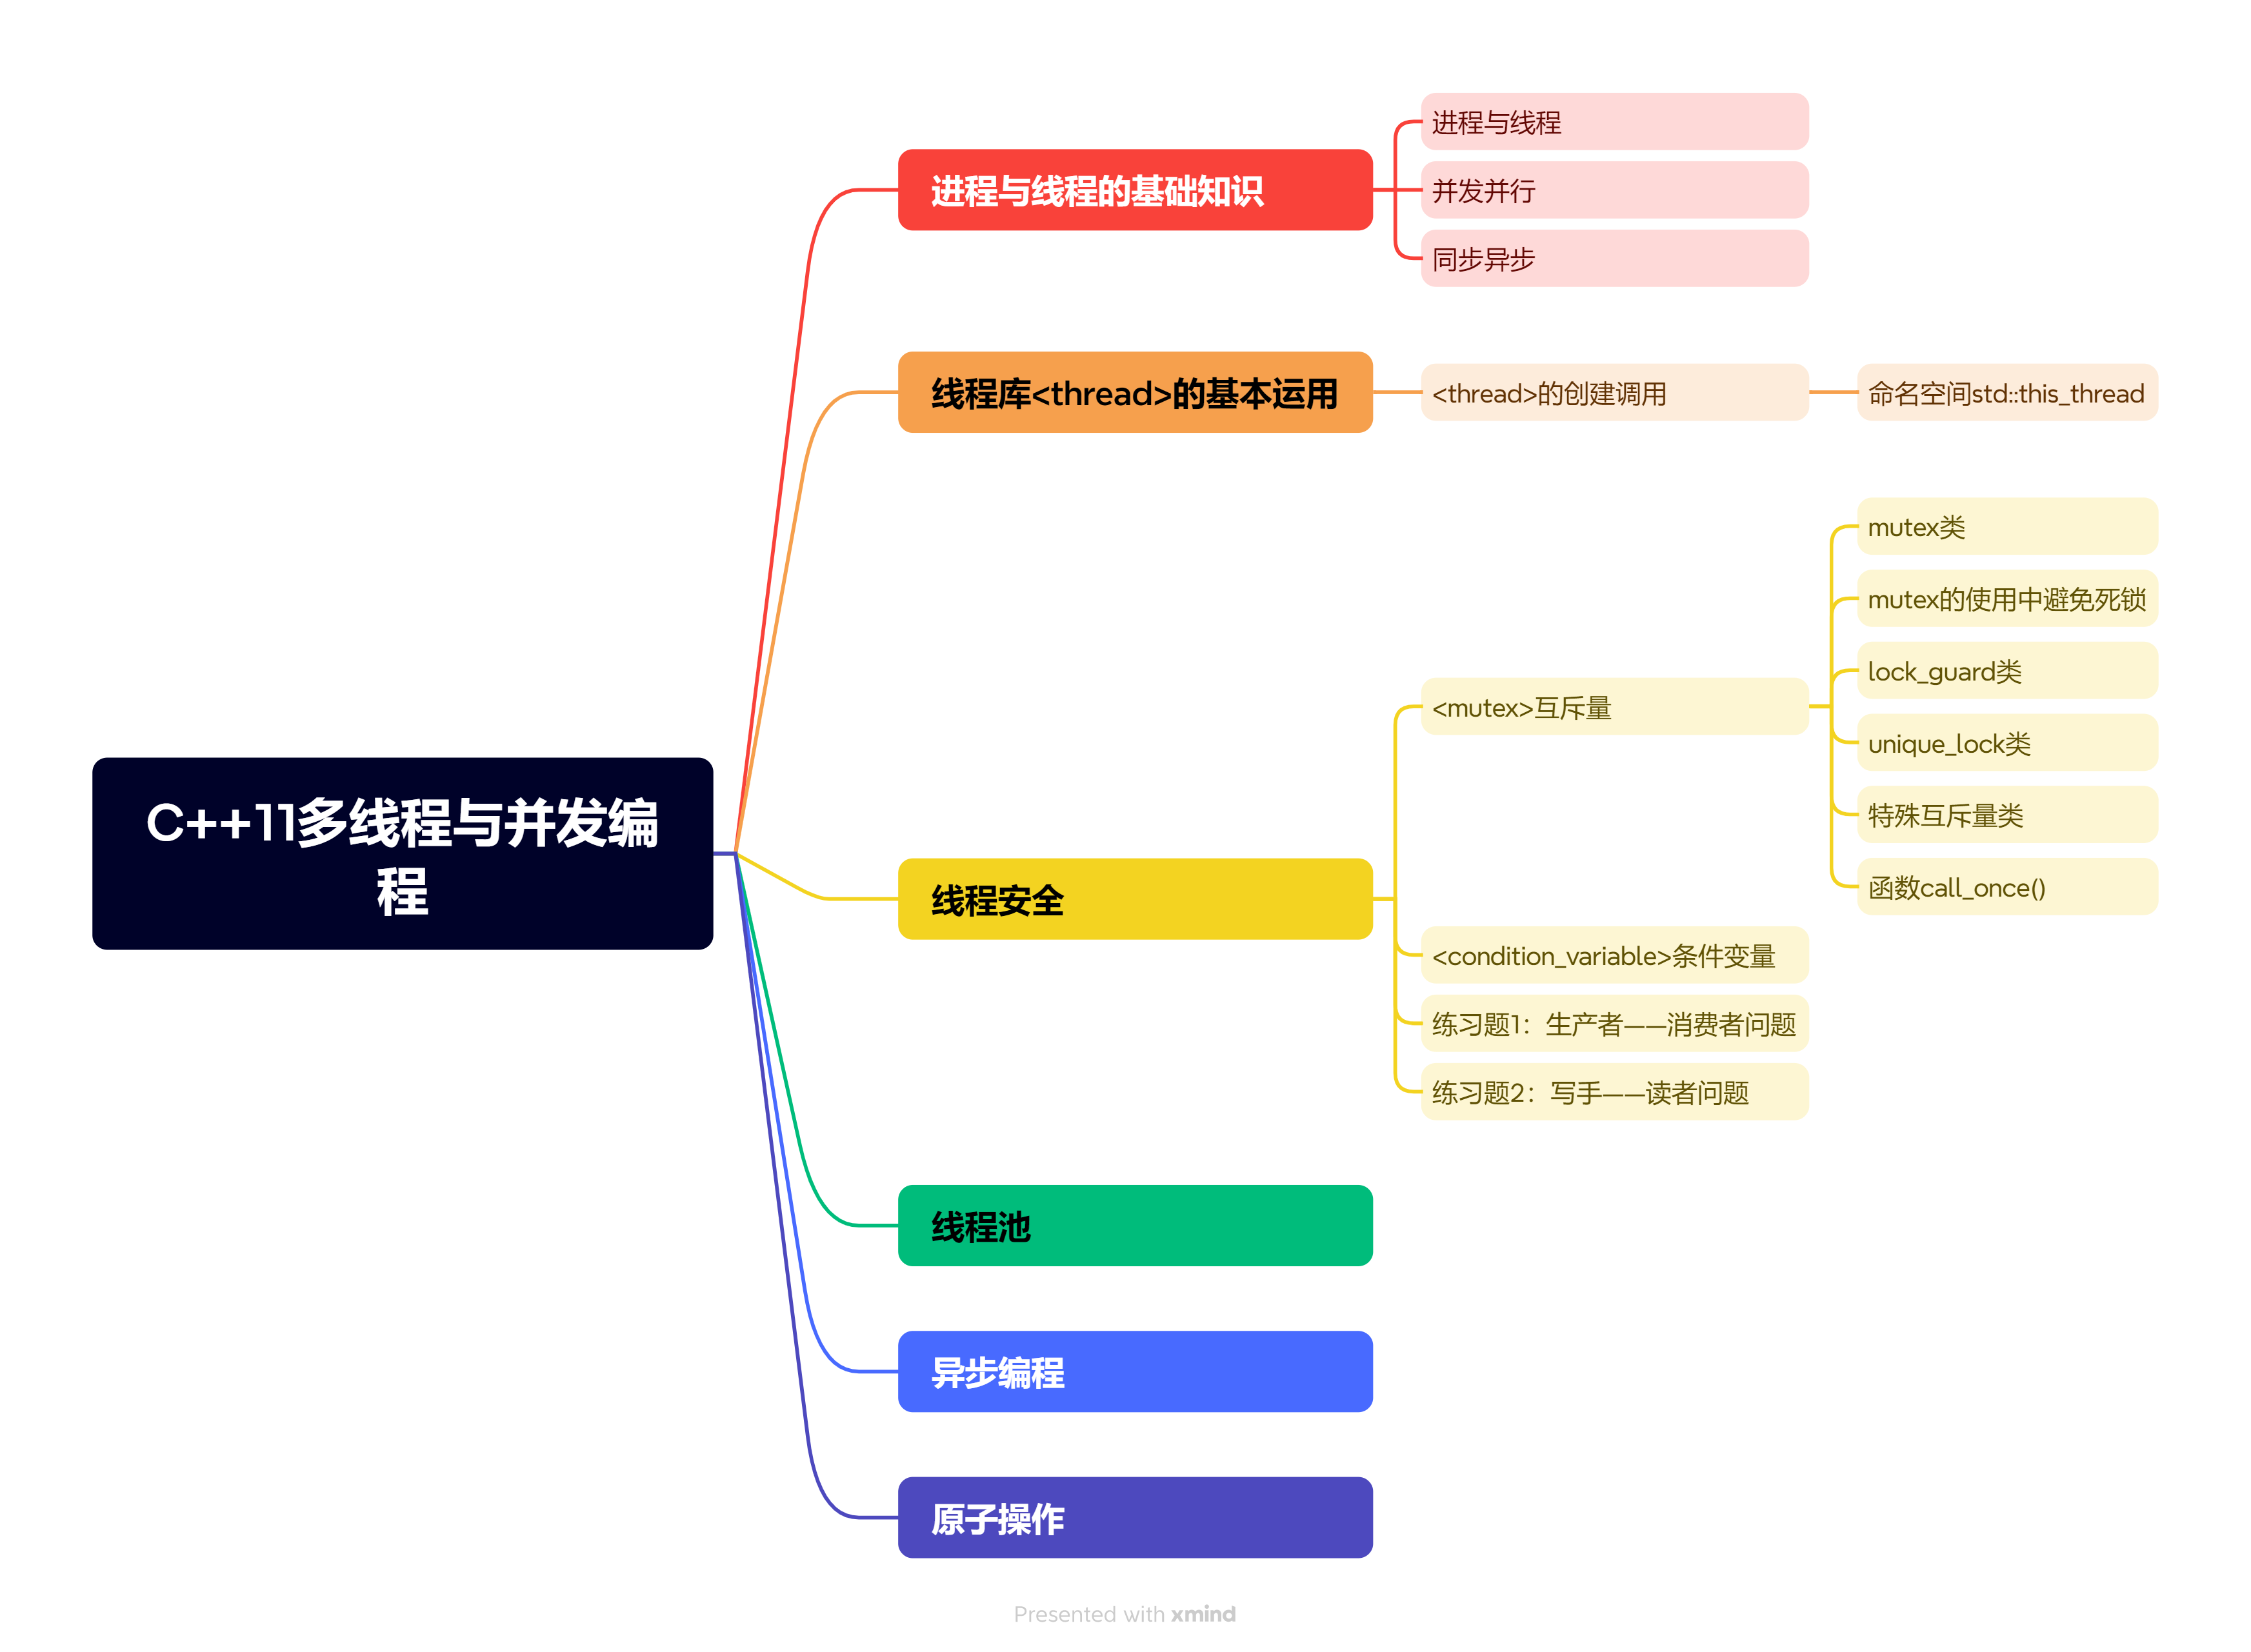 C++11多线程与并发编
程
进程与线程的基础知识
进程与线程
并发并行
同步异步
线程库<thread>的基本运用
<thread>的创建调用
命名空间std::this_thread
线程安全
<mutex>互斥量
mutex类
mutex的使用中避免死锁
lock_guard类
unique_lock类
特殊互斥量类
函数call_once()
<condition_variable>条件变量
练习题1：生产者——消费者问题
练习题2：写手——读者问题
线程池
异步编程
原子操作
Presented with xmind